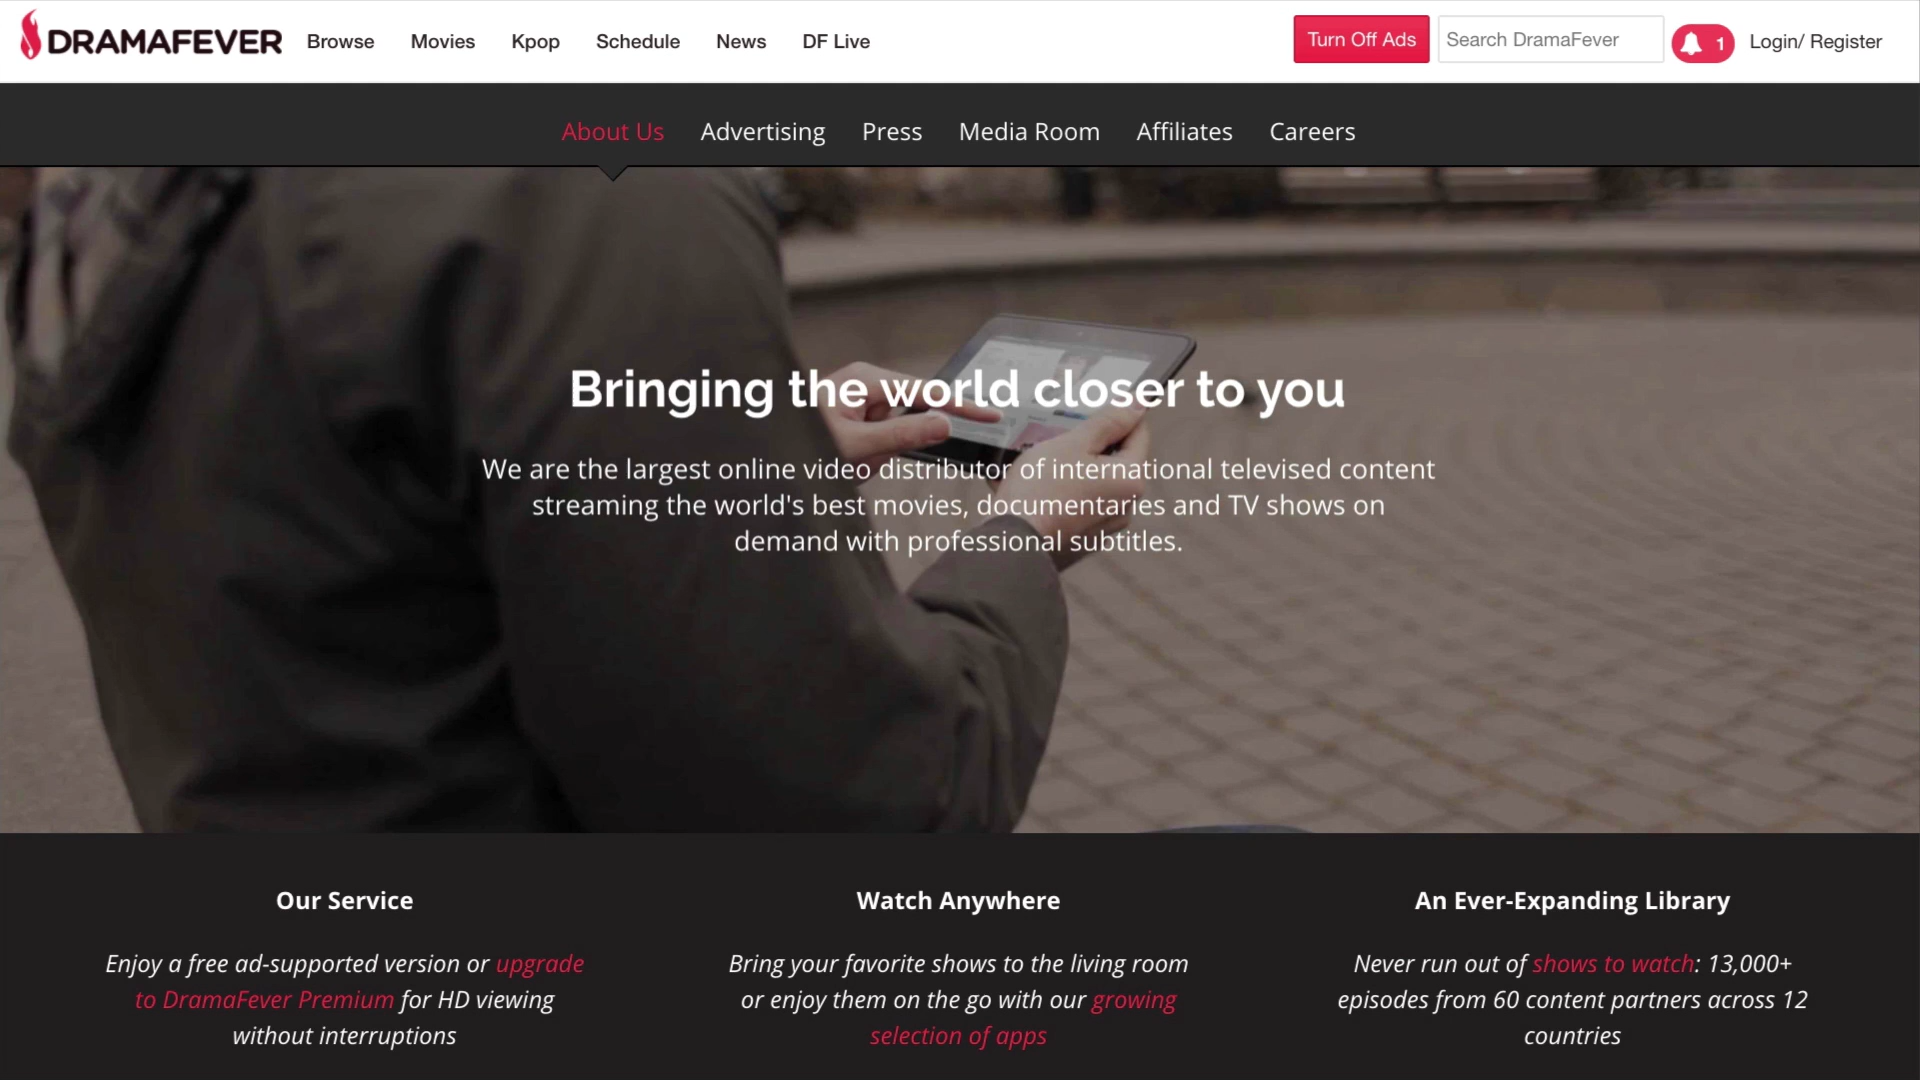 DRAMAFEVER Browse Movies Kpop Schedule News DF Live Turn Off Ads Search DramaFever 1 Login/ Register
About Us Advertising Press Media Room Affiliates Careers
Bringing the world closer to you
We are the largest online video distributor of international televised content
streaming the world's best movies, documentaries and TV shows on
demand with professional subtitles.
Our Service
Enjoy a free ad-supported version or upgrade
to DramaFever Premium for HD viewing
without interruptions
Watch Anywhere
Bring your favorite shows to the living room
or enjoy them on the go with our growing
selection of apps
An Ever-Expanding Library
Never run out of shows to watch: 13,000+
episodes from 60 content partners across 12
countries